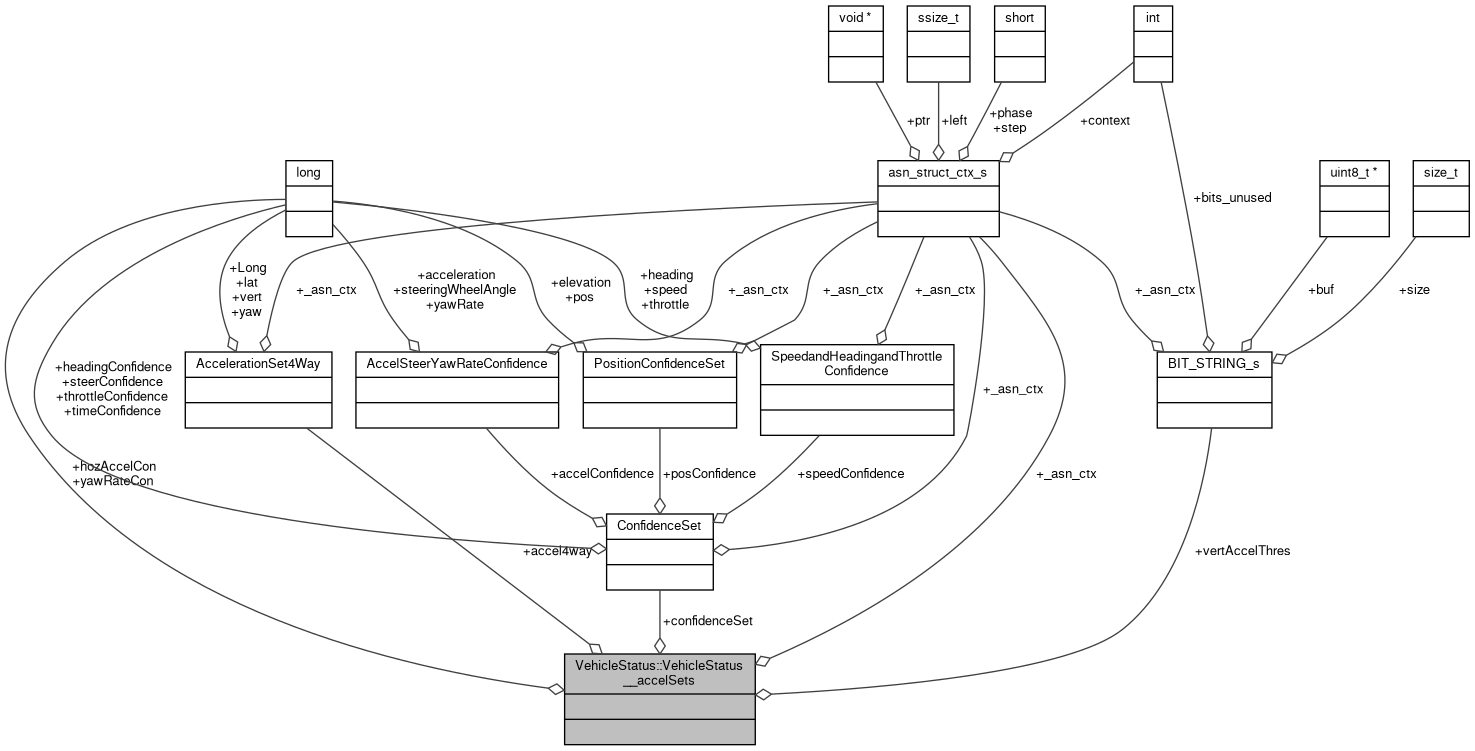 void *
ssize_t
short
int
+ptr
+left
+phase
+step
+context
long
asn_struct_ctx_s
uint8_t *
size_t
+bits_unused
+Long
+lat
+vert
+yaw
+_asn_ctx
+acceleration
+steeringWheelAngle
+yawRate
+elevation
+pos
+heading
+speed
+throttle
+_asn_ctx
+_asn_ctx
+_asn_ctx
+_asn_ctx
+buf
+size
+headingConfidence
+steerConfidence
+throttleConfidence
+timeConfidence
AccelerationSet4Way
AccelSteerYawRateConfidence
PositionConfidenceSet
SpeedandHeadingandThrottle
Confidence
+_asn_ctx
BIT_STRING_s
+hozAccelCon
+yawRateCon
+accelConfidence
+posConfidence
+speedConfidence
+_asn_ctx
+accel4way
ConfidenceSet
+vertAccelThres
+confidenceSet
VehicleStatus::VehicleStatus
__accelSets